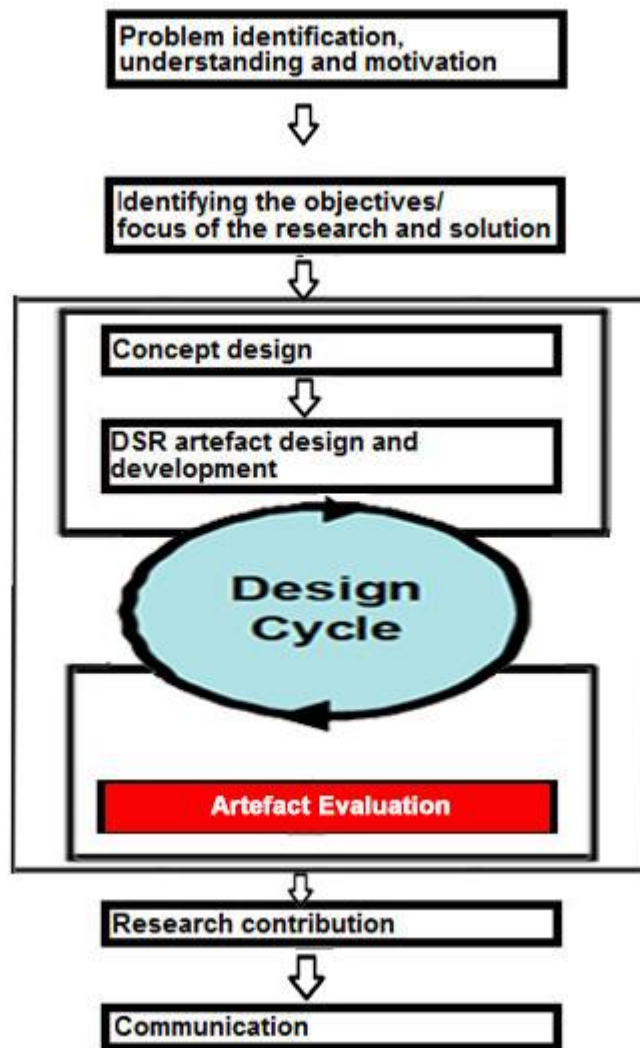 Problem identification,
understanding and motivation
Identifying the objectives/
focus of the research and solution
Concept design
DSR artefact design and
development
Design
Cycle
Artefact Evaluation
Research contribution
Communication